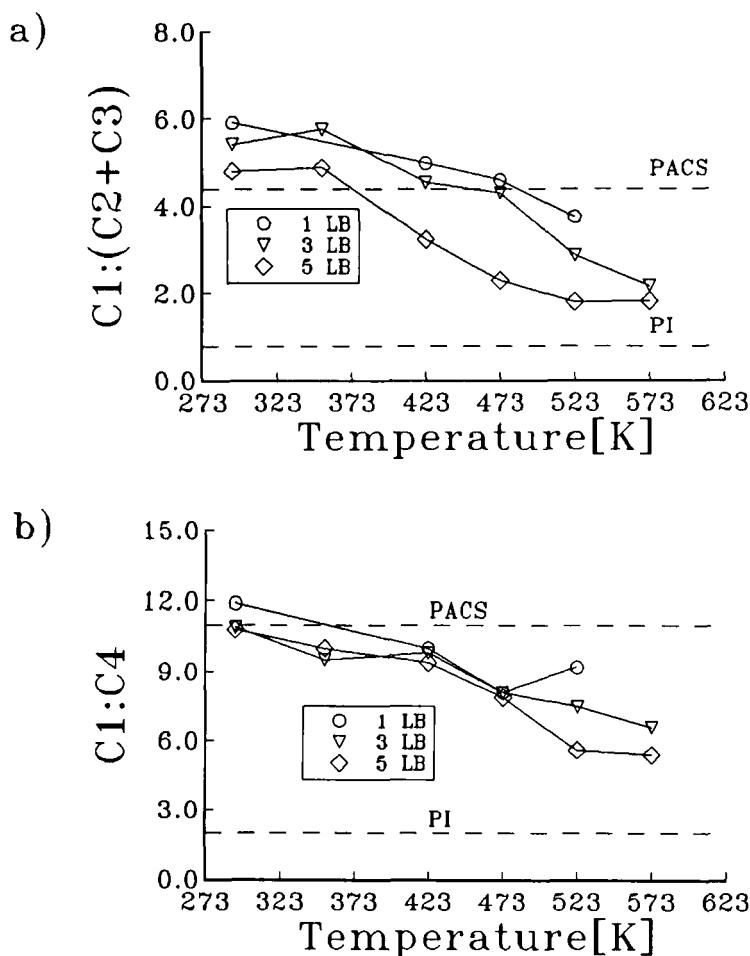 a)
8.0
6.0
4.0
2.0
0.0
C1:(C2+C3)
PACS
1 LB
3 LB
5 LB
PI
273 323 373 423 473 523 573 623
Temperature[K]
b)
15.0
12.0
9.0
6.0
3.0
0.0
C1:C4
PACS
1 LB
3 LB
5 LB
PI
273 323 373 423 473 523 573 623
Temperature[K]